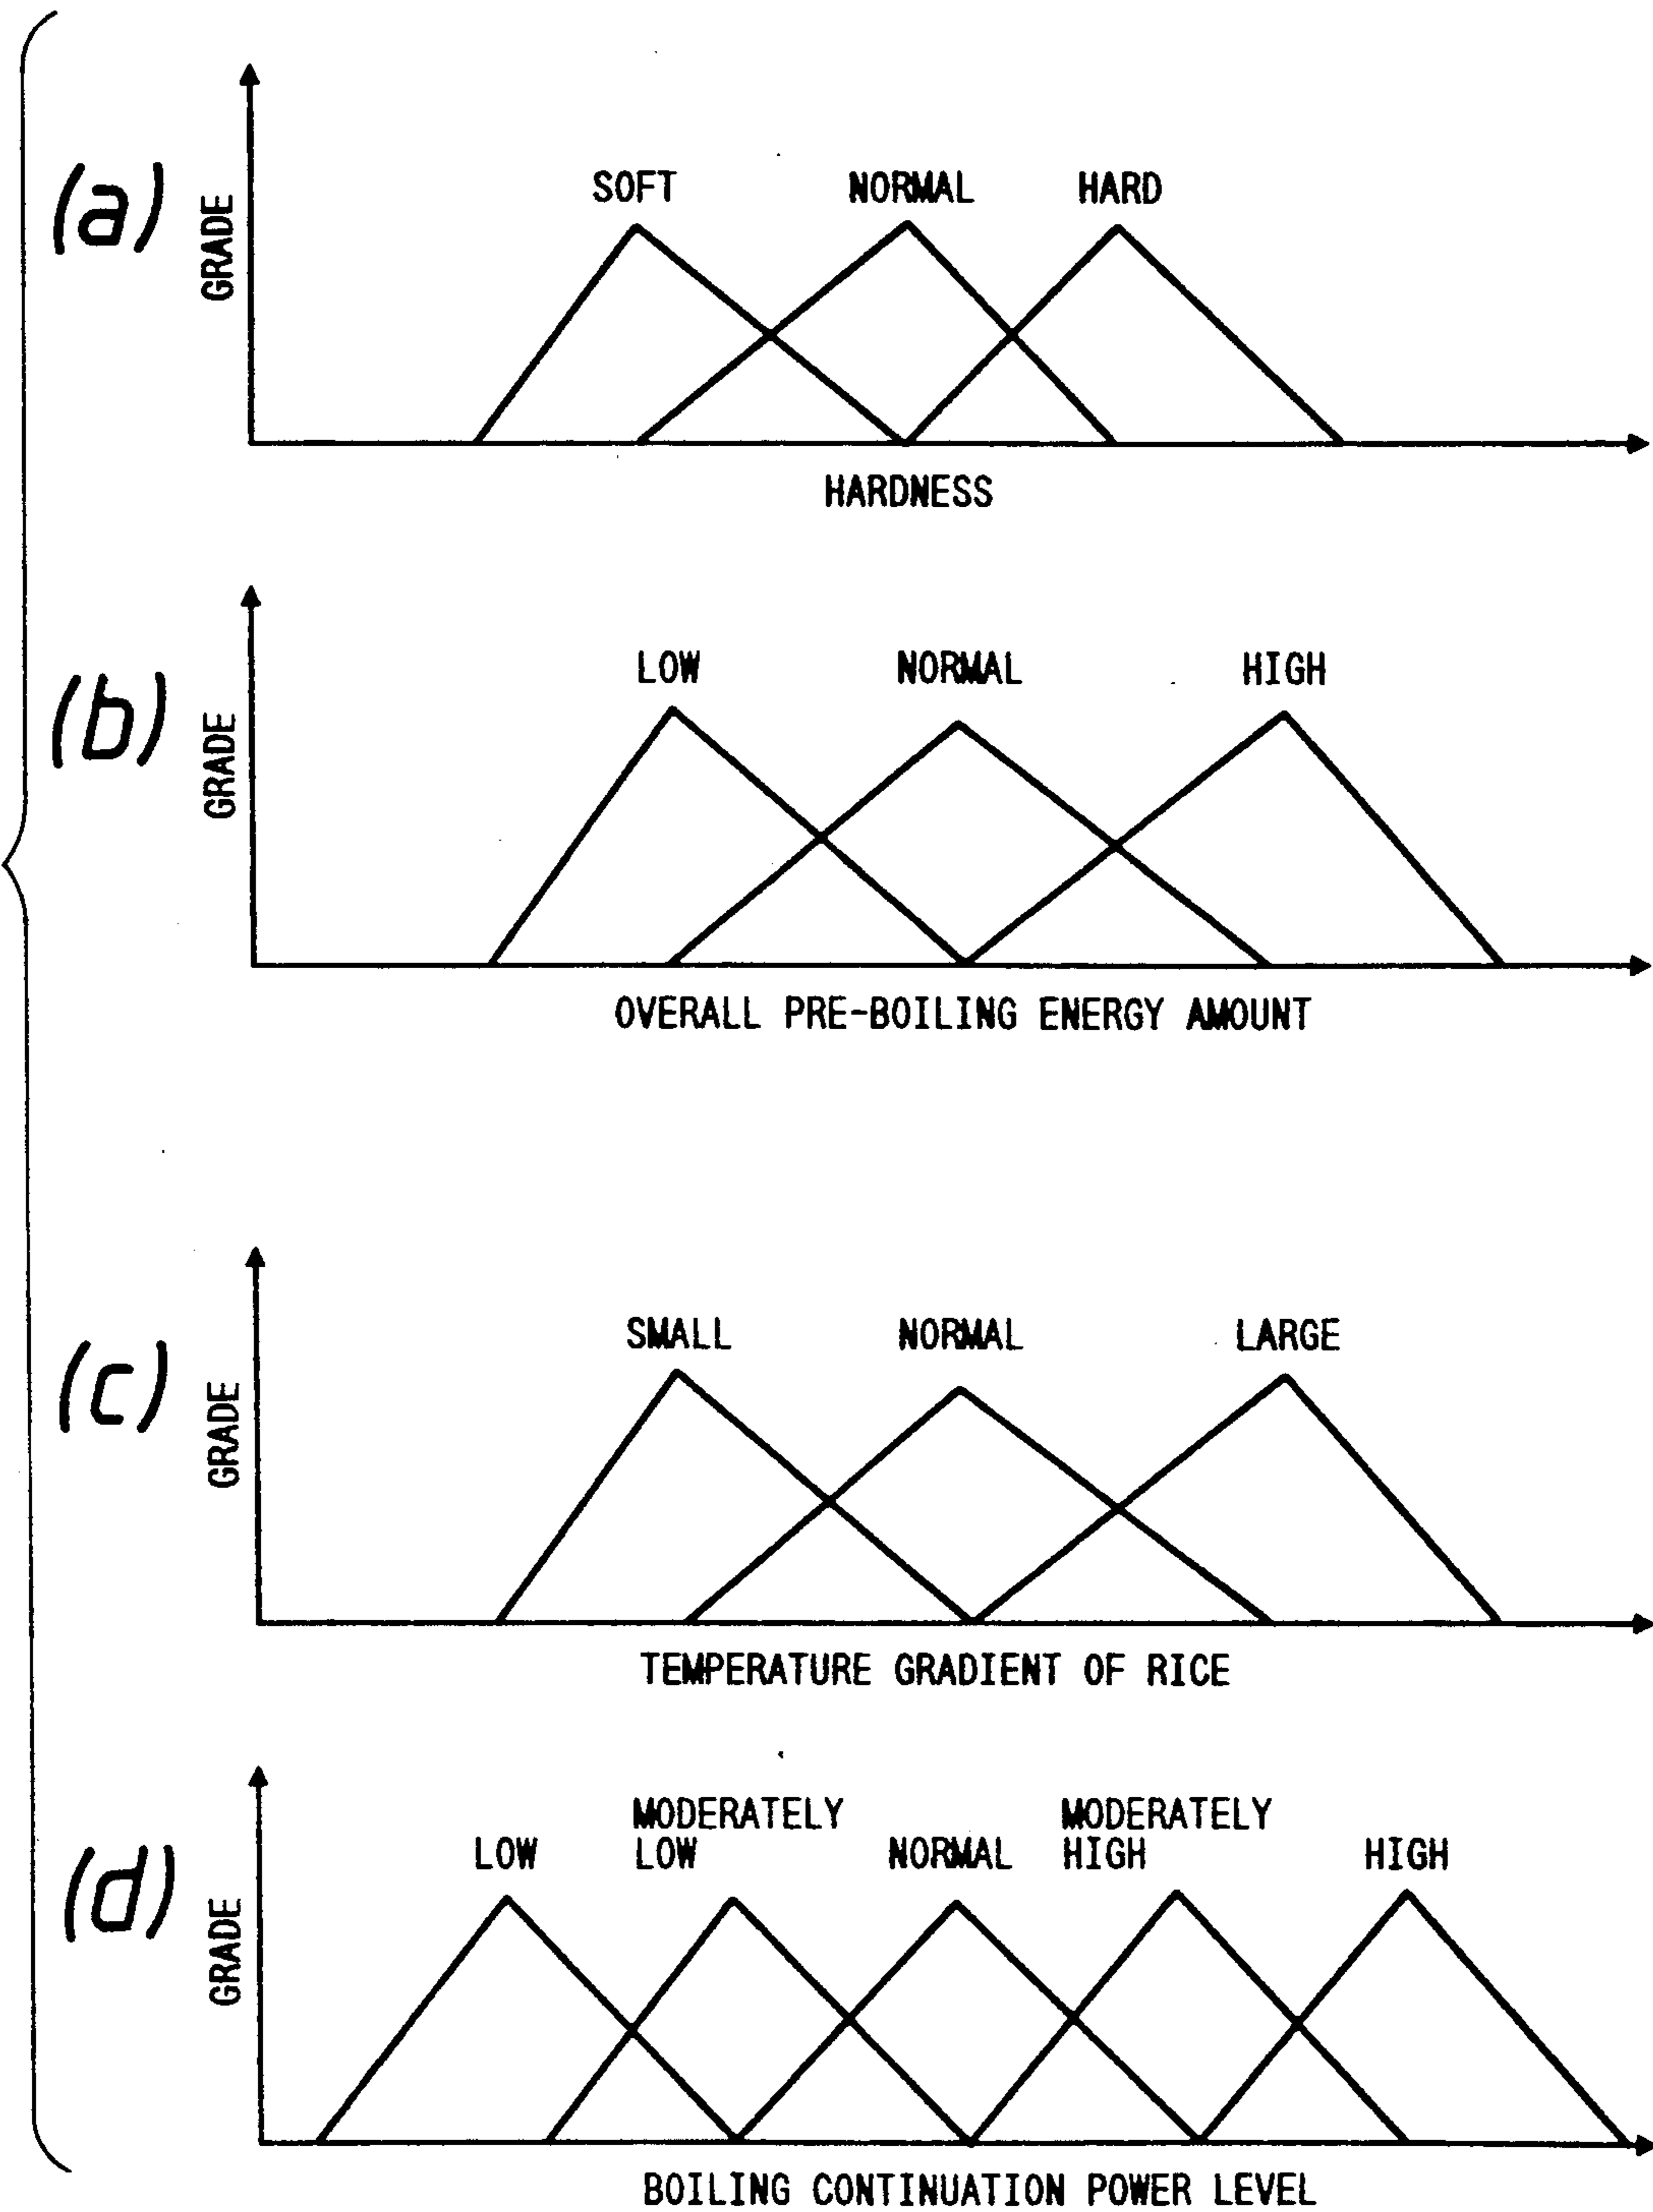 (a)
GRADE
SOFT NORMAL HARD
HARDNESS
(b)
GRADE
LOW NORMAL HIGH
OVERALL PRE-BOILING ENERGY AMOUNT
(c)
GRADE
SMALL NORMAL LARGE
TEMPERATURE GRADIENT OF RICE
(d)
GRADE
MODERATELY MODERATELY
LOW LOW NORMAL HIGH HIGH
BOILING CONTINUATION POWER LEVEL